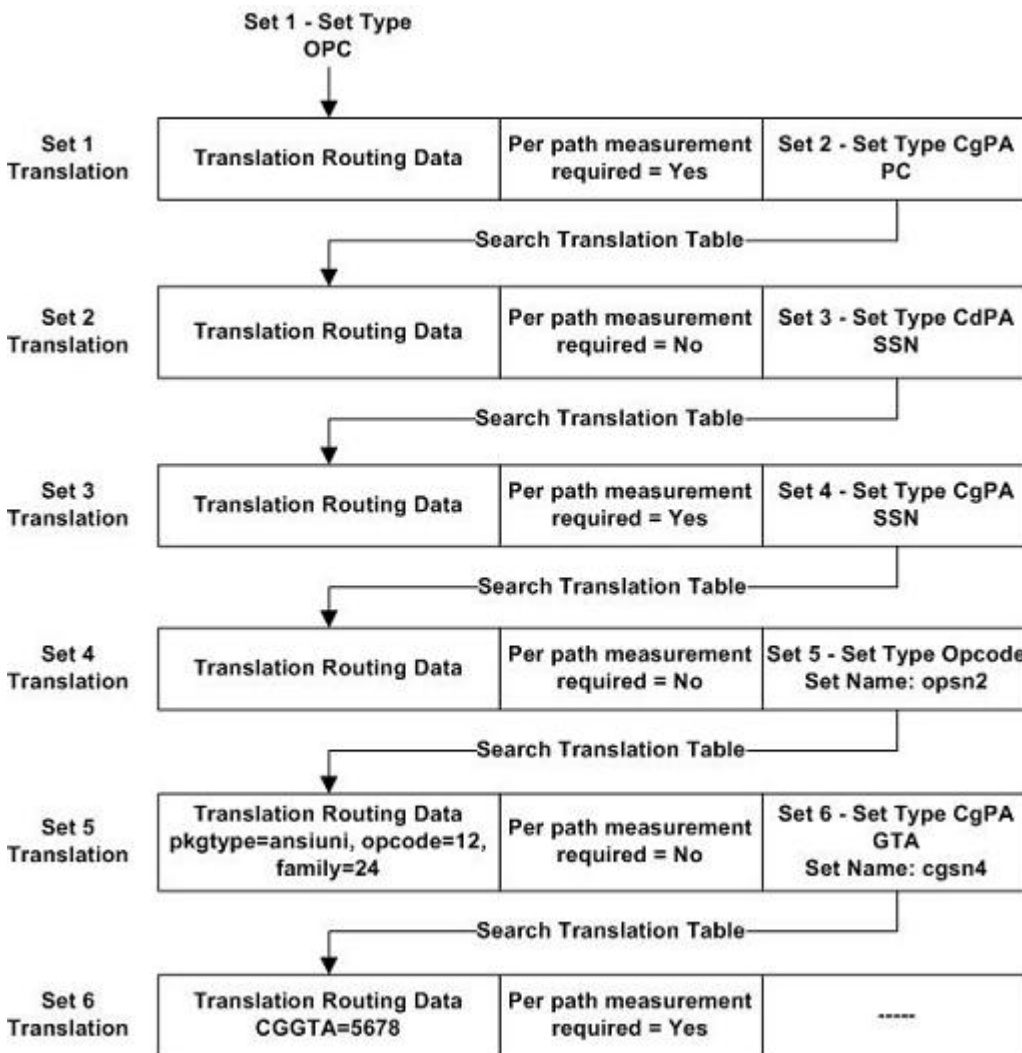 Set 1 - Set Type
OPC
Set 1
Translation
Translation Routing Data
Per path measurement
required = Yes
Set 2 - Set Type CgPA
PC
Search Translation Table
Set 2
Translation
Translation Routing Data
Per path measurement
required = No
Set 3 - Set Type CdPA
SSN
Search Translation Table
Set 3
Translation
Translation Routing Data
Per path measurement
required = Yes
Set 4 - Set Type CgPA
SSN
Search Translation Table
Set 4
Translation
Translation Routing Data
Per path measurement
required = No
Set 5 - Set Type Opcode
Set Name: opsn2
Search Translation Table
Set 5
Translation
Translation Routing Data
pkgtype=ansiuni, opcode=12,
family=24
Per path measurement
required = No
Set 6 - Set Type CgPA
GTA
Set Name: cgsn4
Search Translation Table
Set 6
Translation
Translation Routing Data
CGGTA=5678
Per path measurement
required = Yes
-----